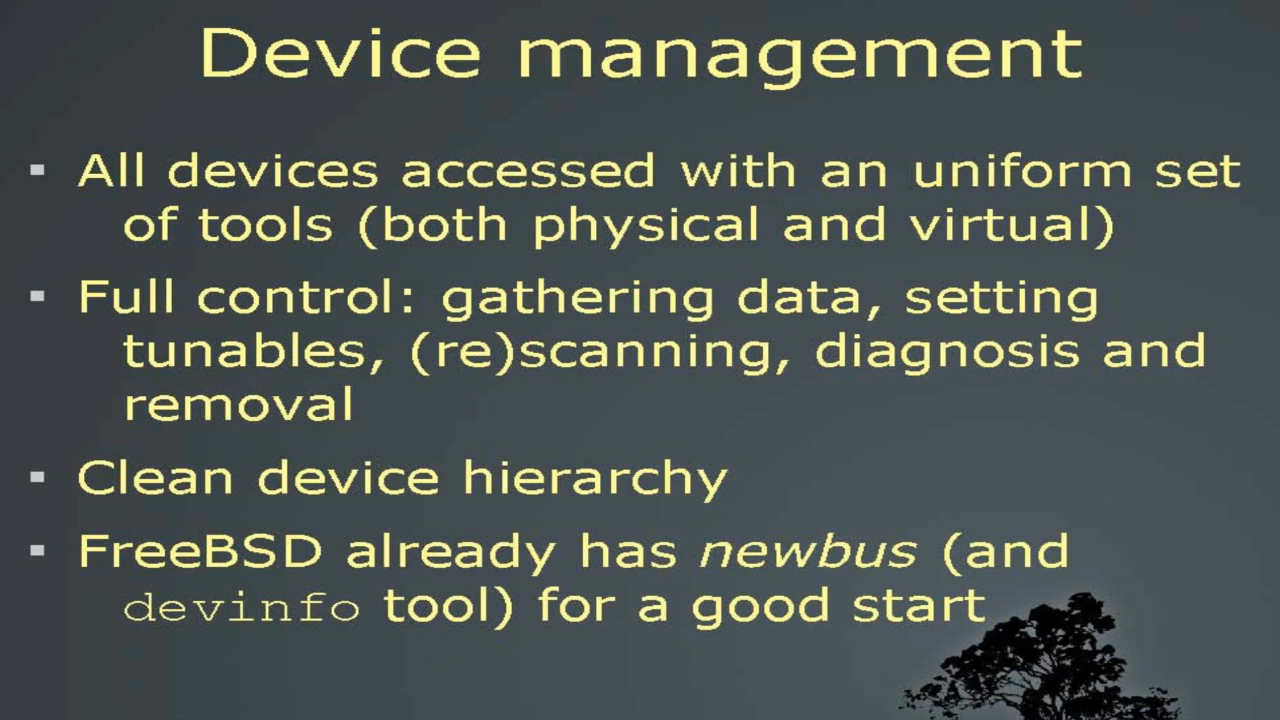 Device management
▪ All devices accessed with an uniform set
of tools (both physical and virtual)
▪ Full control: gathering data, setting
tunables, (re)scanning, diagnosis and
removal
▪ Clean device hierarchy
▪ FreeBSD already has newbus (and
devinfo tool) for a good start